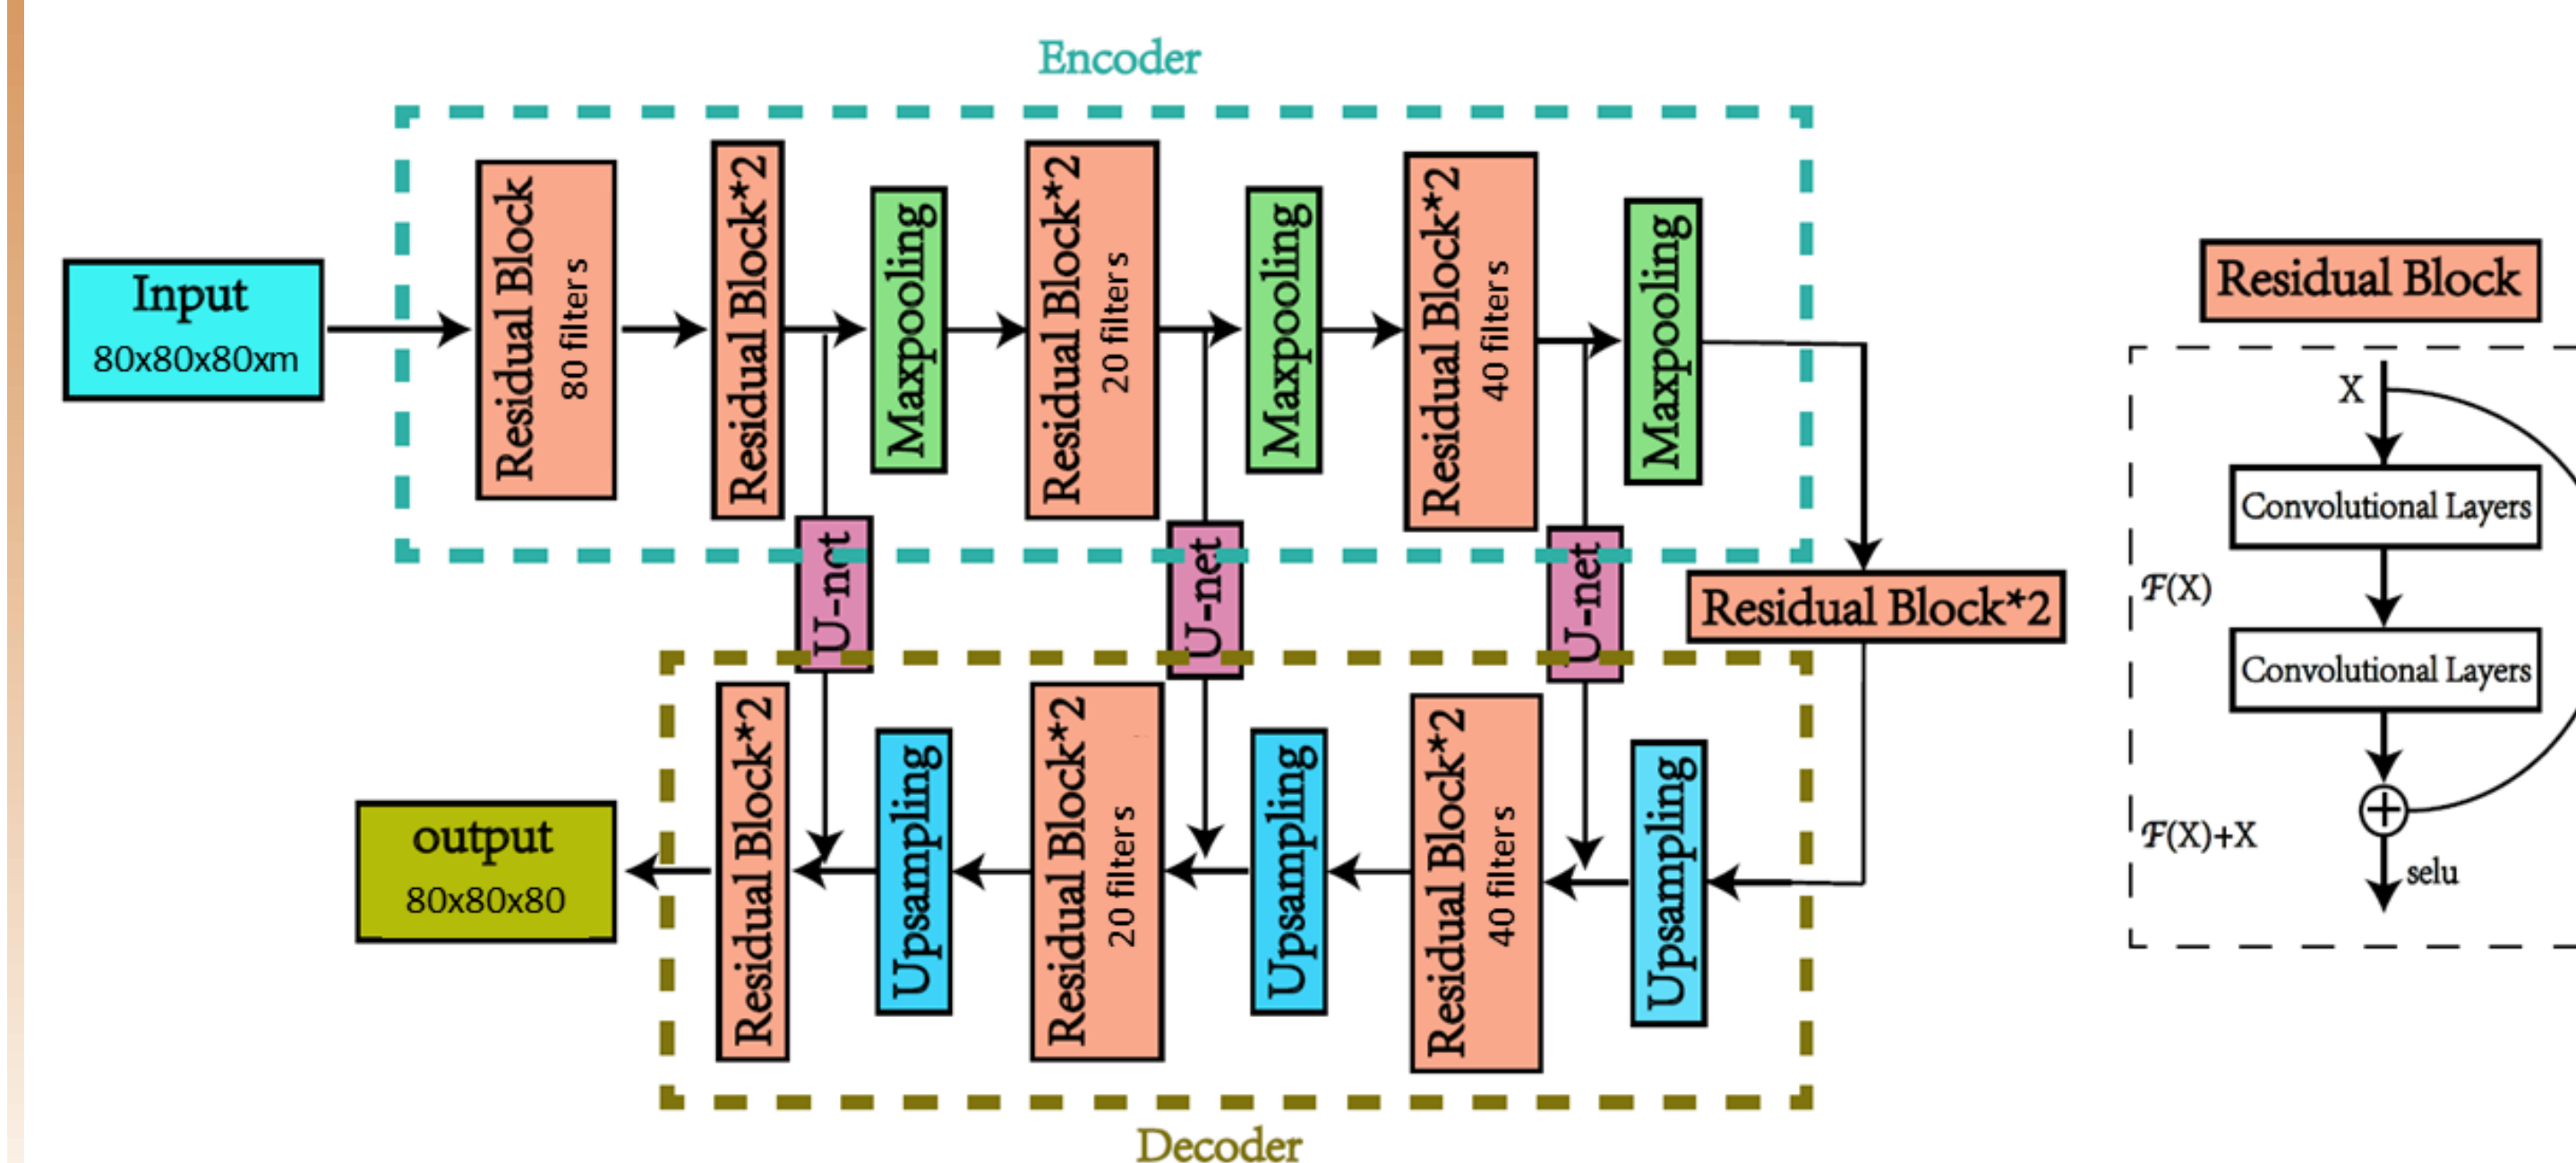 Encoder
Input
80x80x80xm
Residual Block
80 filters
Residual Block*2
Maxpooling
Residual Block*2
20 filters
Maxpooling
Residual Block*2
40 filters
Maxpooling
U-net
U-net
U-net
Residual Block*2
output
80x80x80
Residual Block*2
Upsampling
Residual Block*2
20 filters
Upsampling
Residual Block*2
40 filters
Upsampling
Decoder
Residual Block
X
Convolutional Layers
F(X)
Convolutional Layers
+
F(X)+X
selu